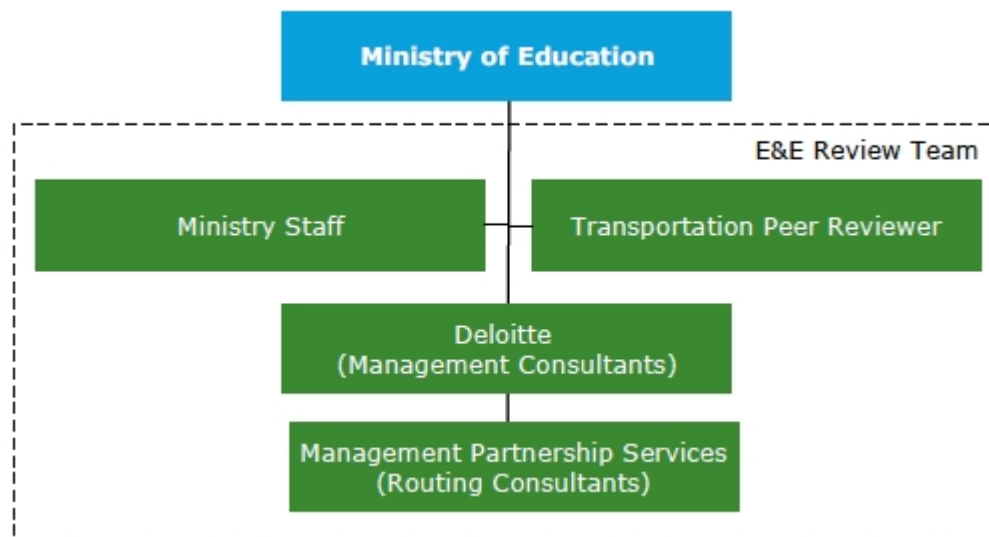 Ministry of Education
E&E Review Team
Ministry Staff
Transportation Peer Reviewer
Deloitte
(Management Consultants)
Management Partnership Services
(Routing Consultants)